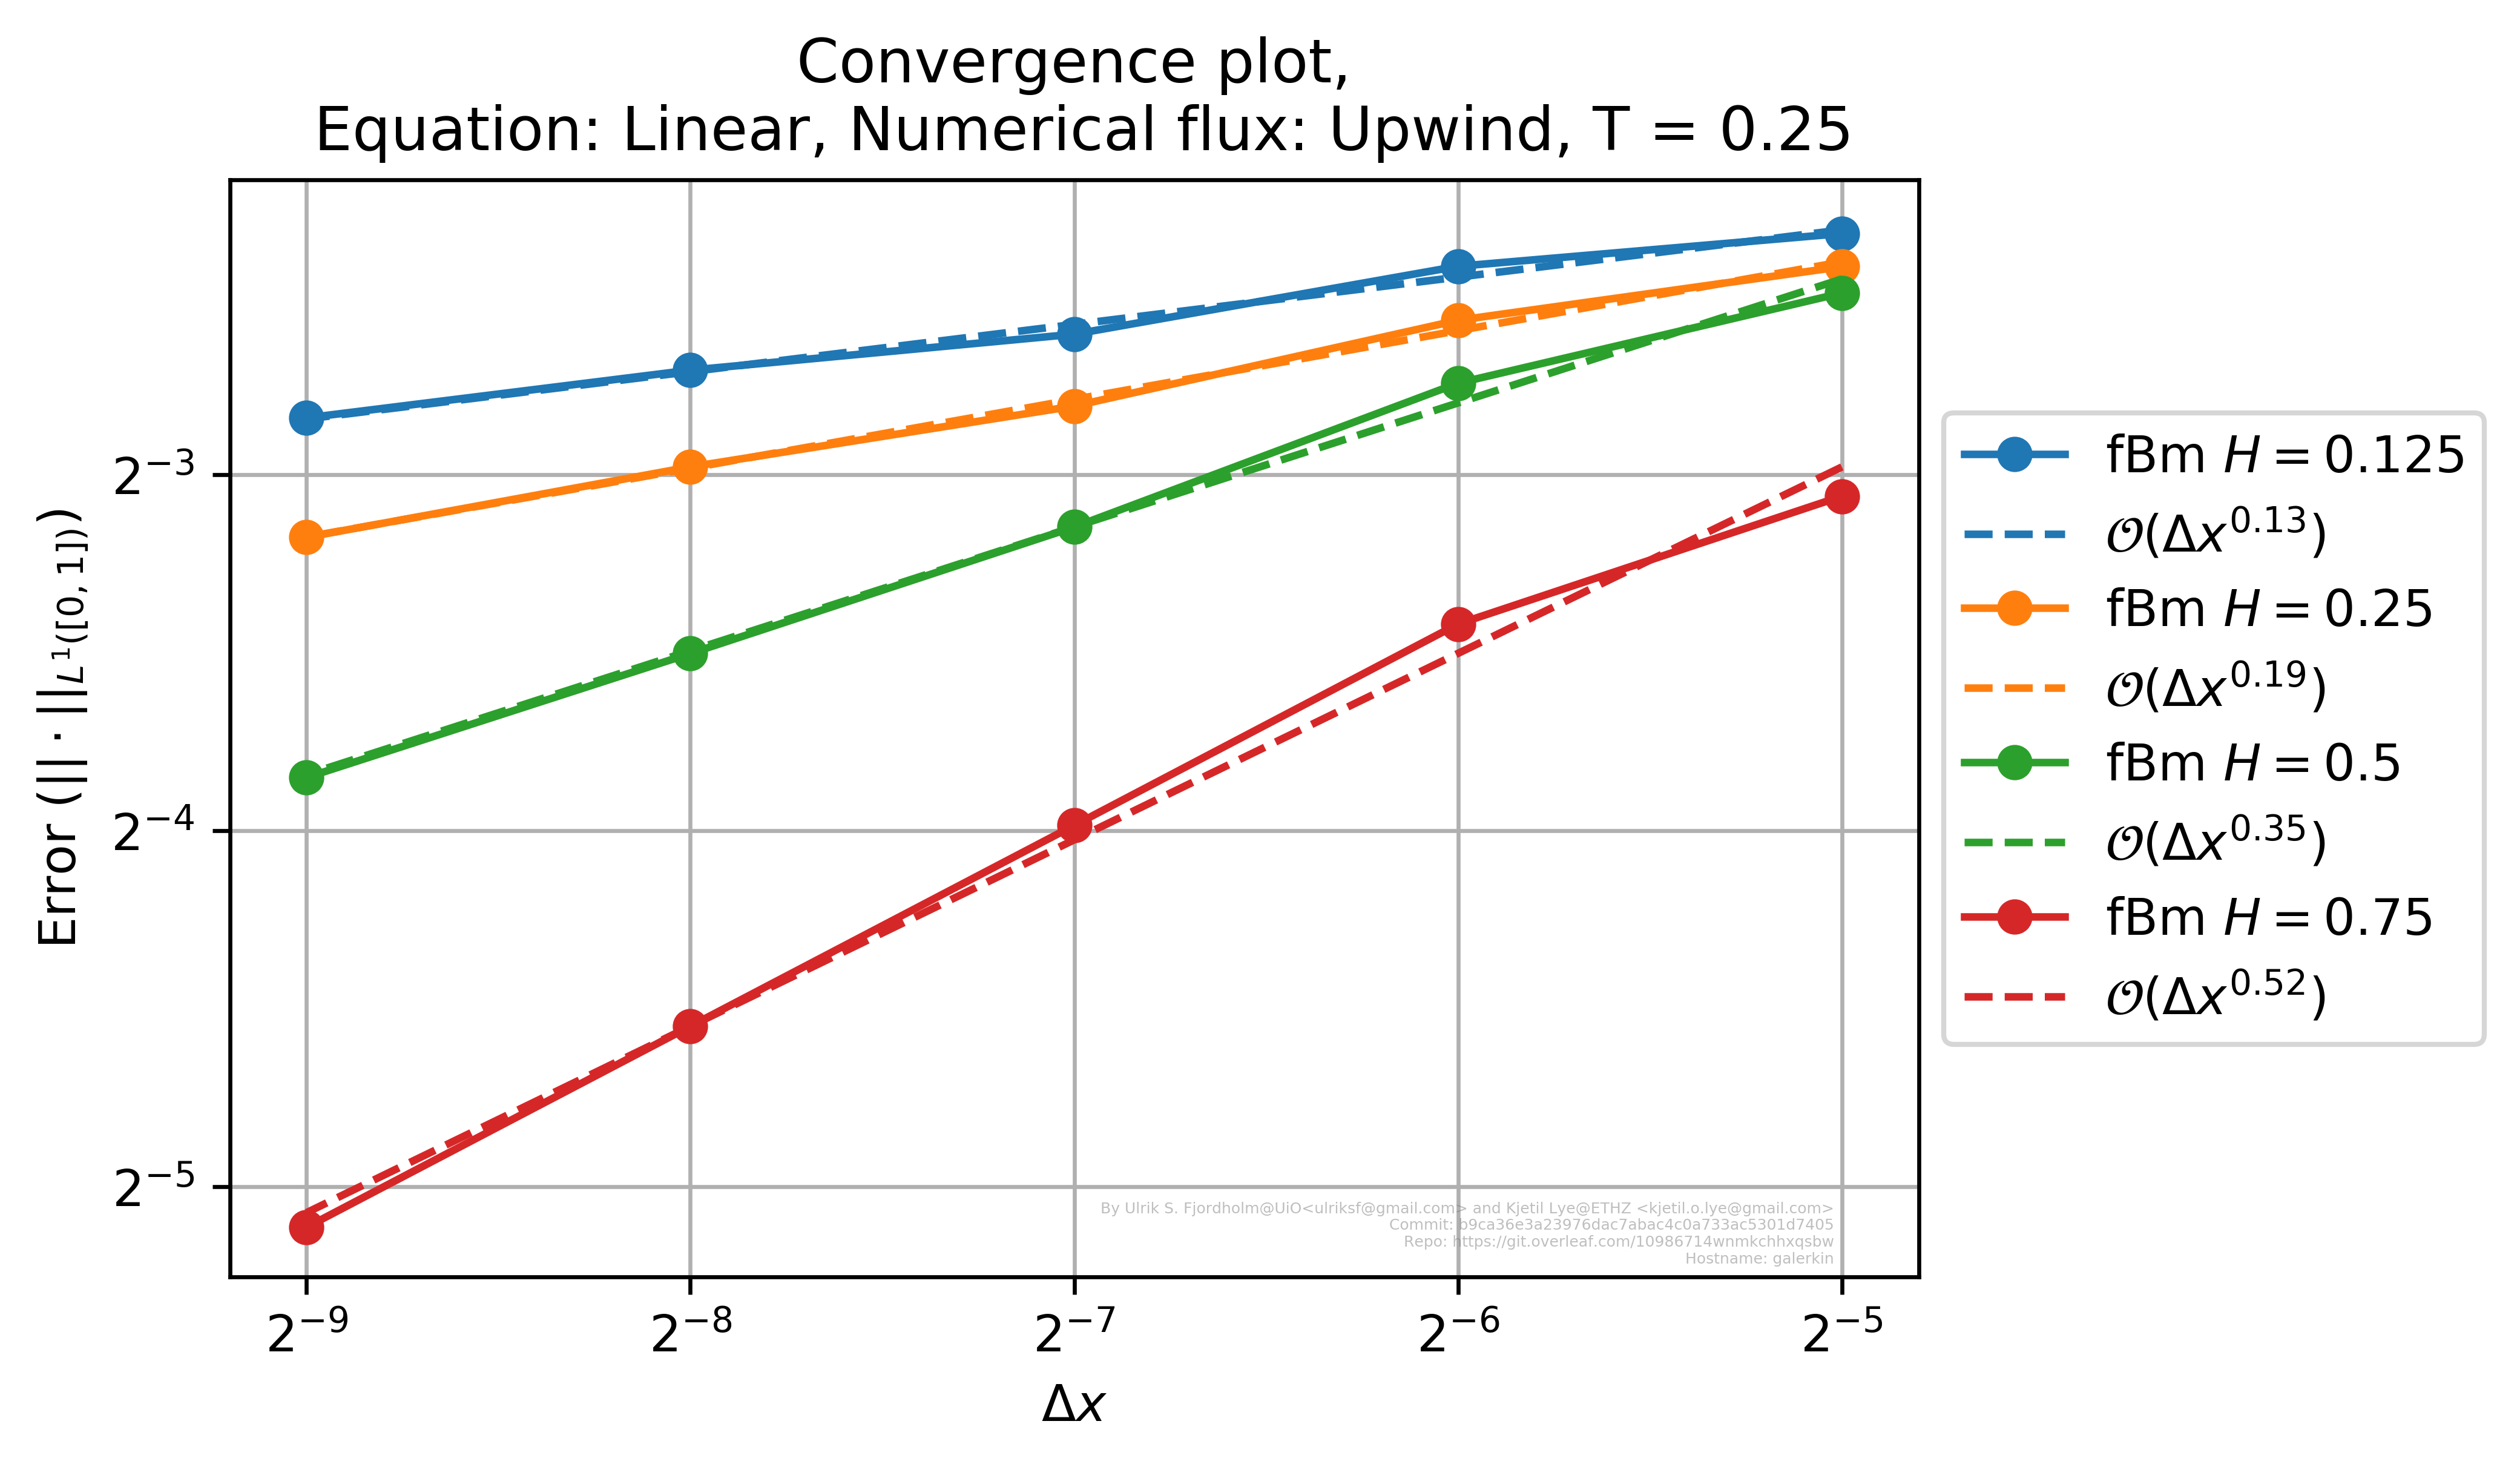 Convergence plot,
Equation: Linear, Numerical flux: Upwind, T = 0.25
Error (|| · ||_{L¹([0, 1])})
2⁻³
2⁻⁴
2⁻⁵
fBm H = 0.125
𝒪(Δx^{0.13})
fBm H = 0.25
𝒪(Δx^{0.19})
fBm H = 0.5
𝒪(Δx^{0.35})
fBm H = 0.75
𝒪(Δx^{0.52})
By Ulrik S. Fjordholm@UiO<ulriksf@gmail.com> and Kjetil Lye@ETHZ <kjetil.o.lye@gmail.com>
Commit: b9ca36e3a23976dac7abac4c0a733ac5301d7405
Repo: https://git.overleaf.com/10986714wnmkchhxqsbw
Hostname: galerkin
2⁻⁹ 2⁻⁸ 2⁻⁷ 2⁻⁶ 2⁻⁵
Δx